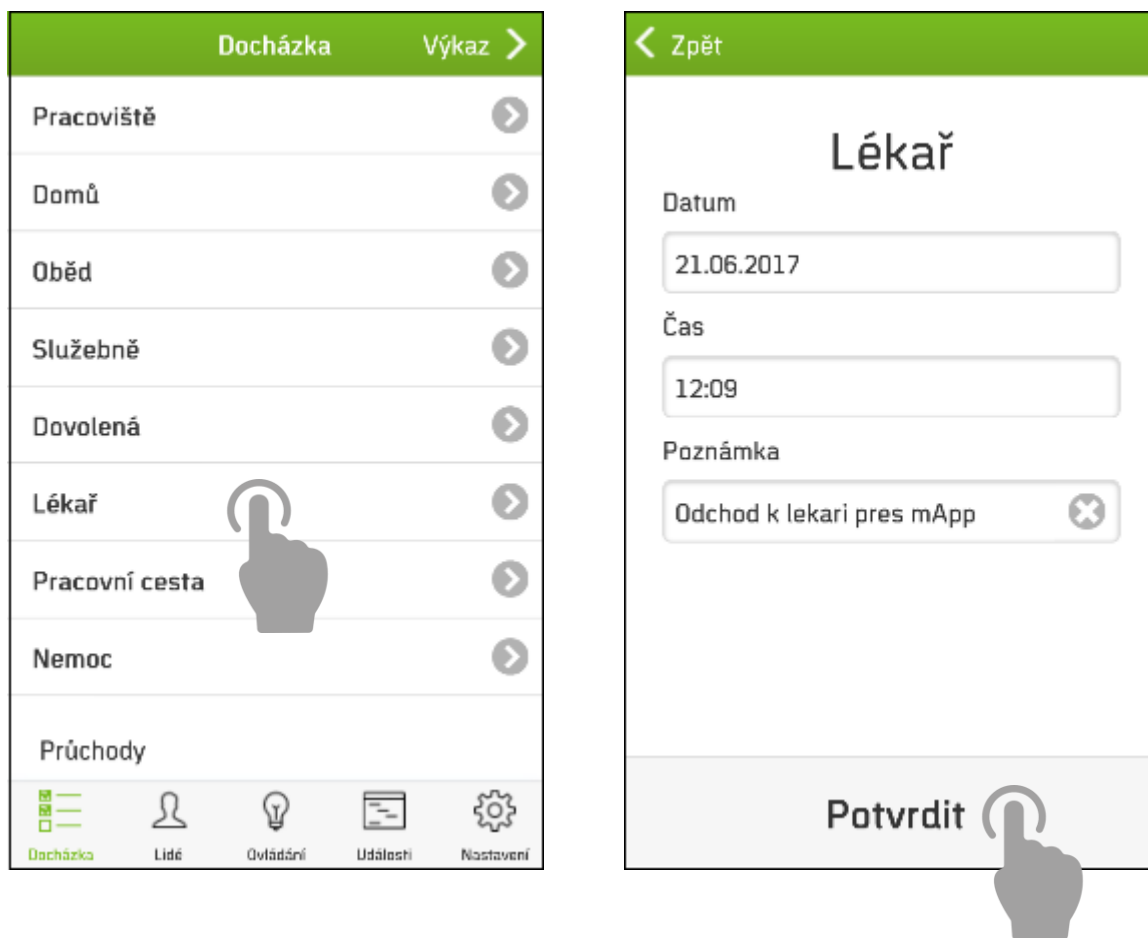 Docházka Výkaz
Pracoviště
Domů
Oběd
Služebně
Dovolená
Lékař
Pracovní cesta
Nemoc
Průchody
Docházka Lidé Ovládání Události Nastavení
Zpět
Lékař
Datum
21.06.2017
Čas
12:09
Poznámka
Odchod k lekari pres mApp
Potvrdit